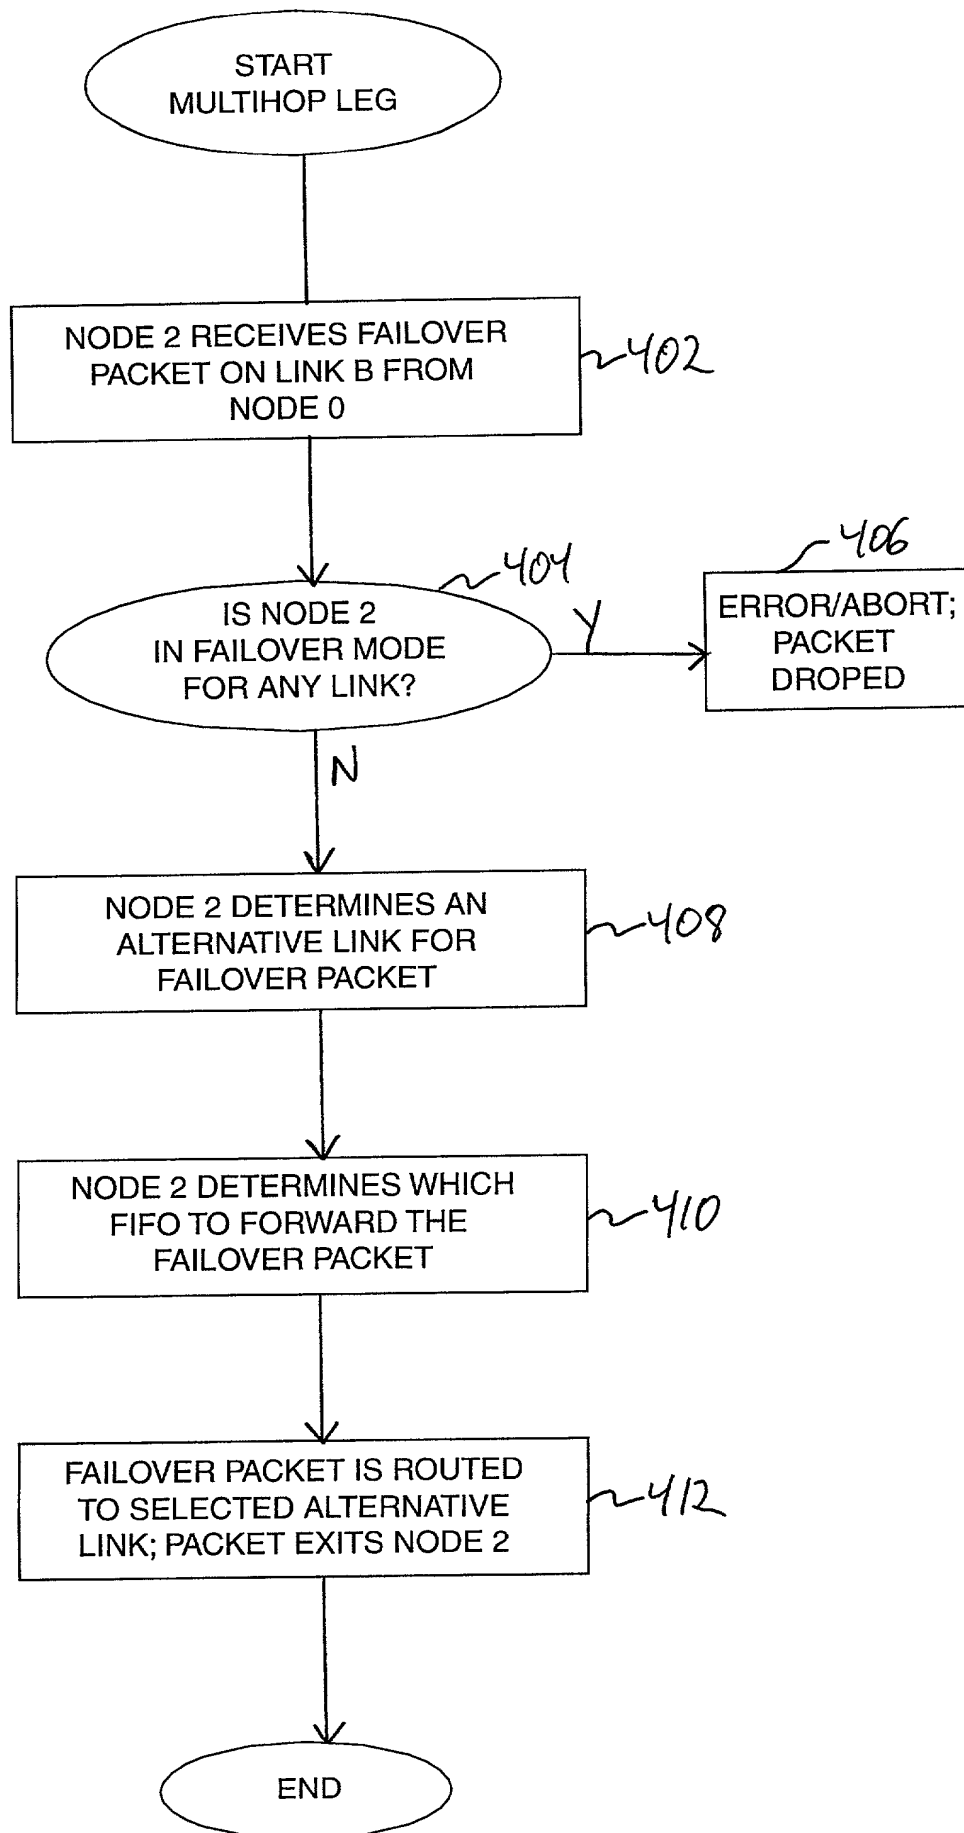 START
MULTIHOP LEG
NODE 2 RECEIVES FAILOVER
PACKET ON LINK B FROM
NODE 0
402
404
IS NODE 2
IN FAILOVER MODE
FOR ANY LINK?
Y
406
ERROR/ABORT;
PACKET
DROPED
N
NODE 2 DETERMINES AN
ALTERNATIVE LINK FOR
FAILOVER PACKET
408
NODE 2 DETERMINES WHICH
FIFO TO FORWARD THE
FAILOVER PACKET
410
FAILOVER PACKET IS ROUTED
TO SELECTED ALTERNATIVE
LINK; PACKET EXITS NODE 2
412
END